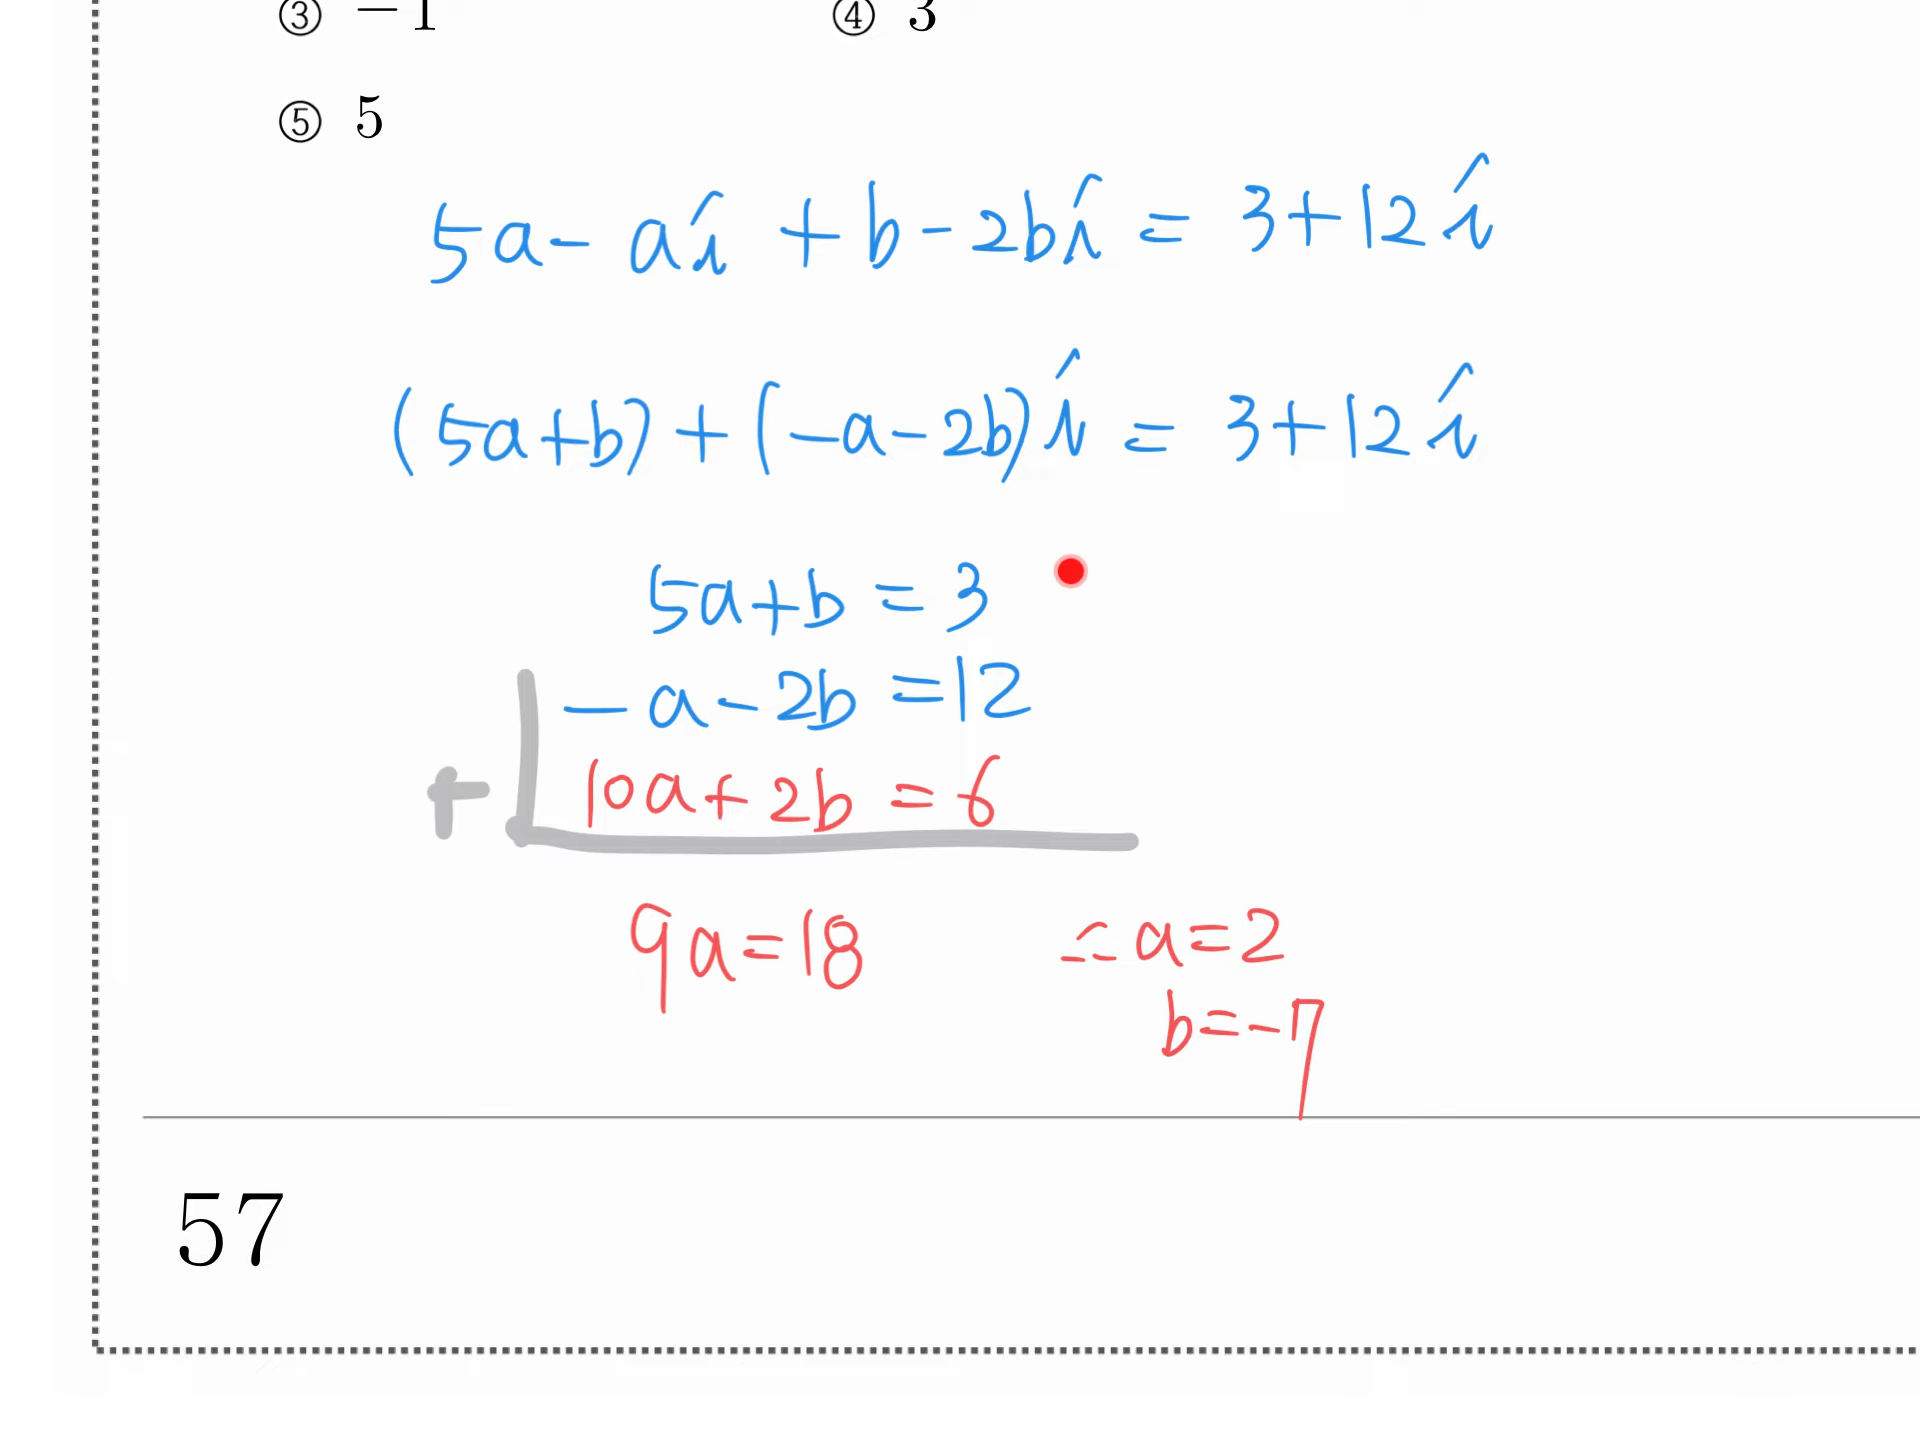 ③ −1 ④ 3
⑤ 5
5a - ai + b - 2bi = 3+12i
(5a+b) + (-a-2b)i = 3+12i
5a+b = 3
-a-2b = 12
+ 10a+2b = 6
9a=18 ∴ a=2
b=-7
57